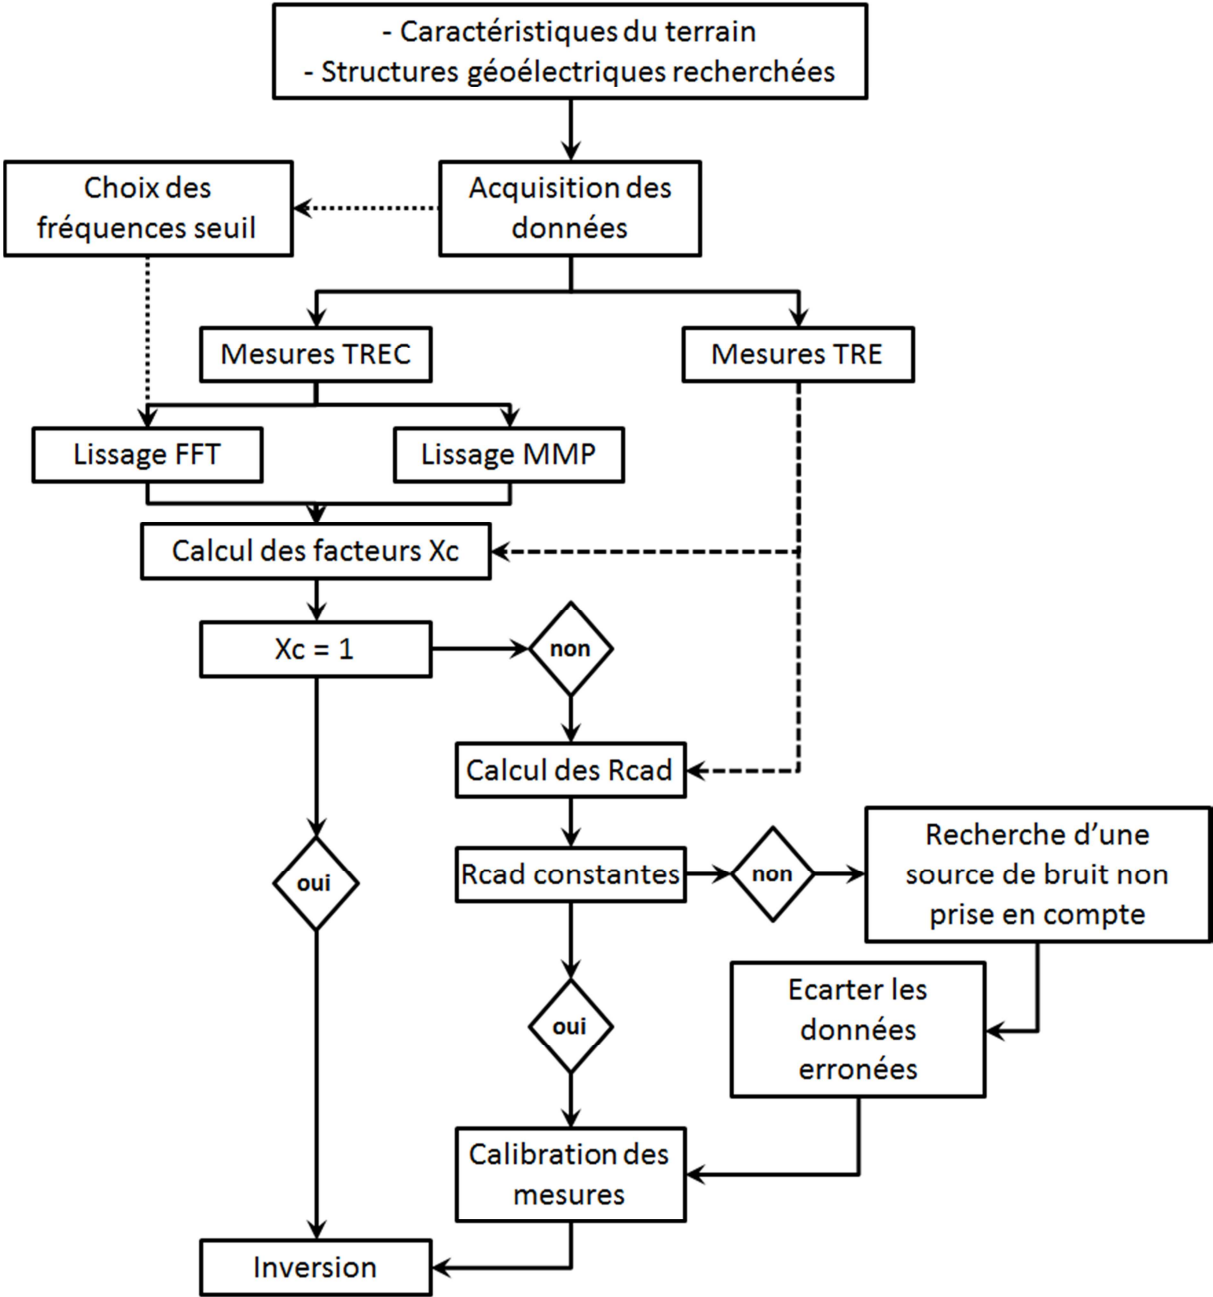 - Caractéristiques du terrain
- Structures géoélectriques recherchées
Choix des
fréquences seuil
Acquisition des
données
Mesures TREC
Mesures TRE
Lissage FFT
Lissage MMP
Calcul des facteurs Xc
Xc = 1
non
Calcul des Rcad
Rcad constantes
non
Recherche d’une
source de bruit non
prise en compte
oui
Ecarter les
données
erronées
oui
Calibration des
mesures
Inversion